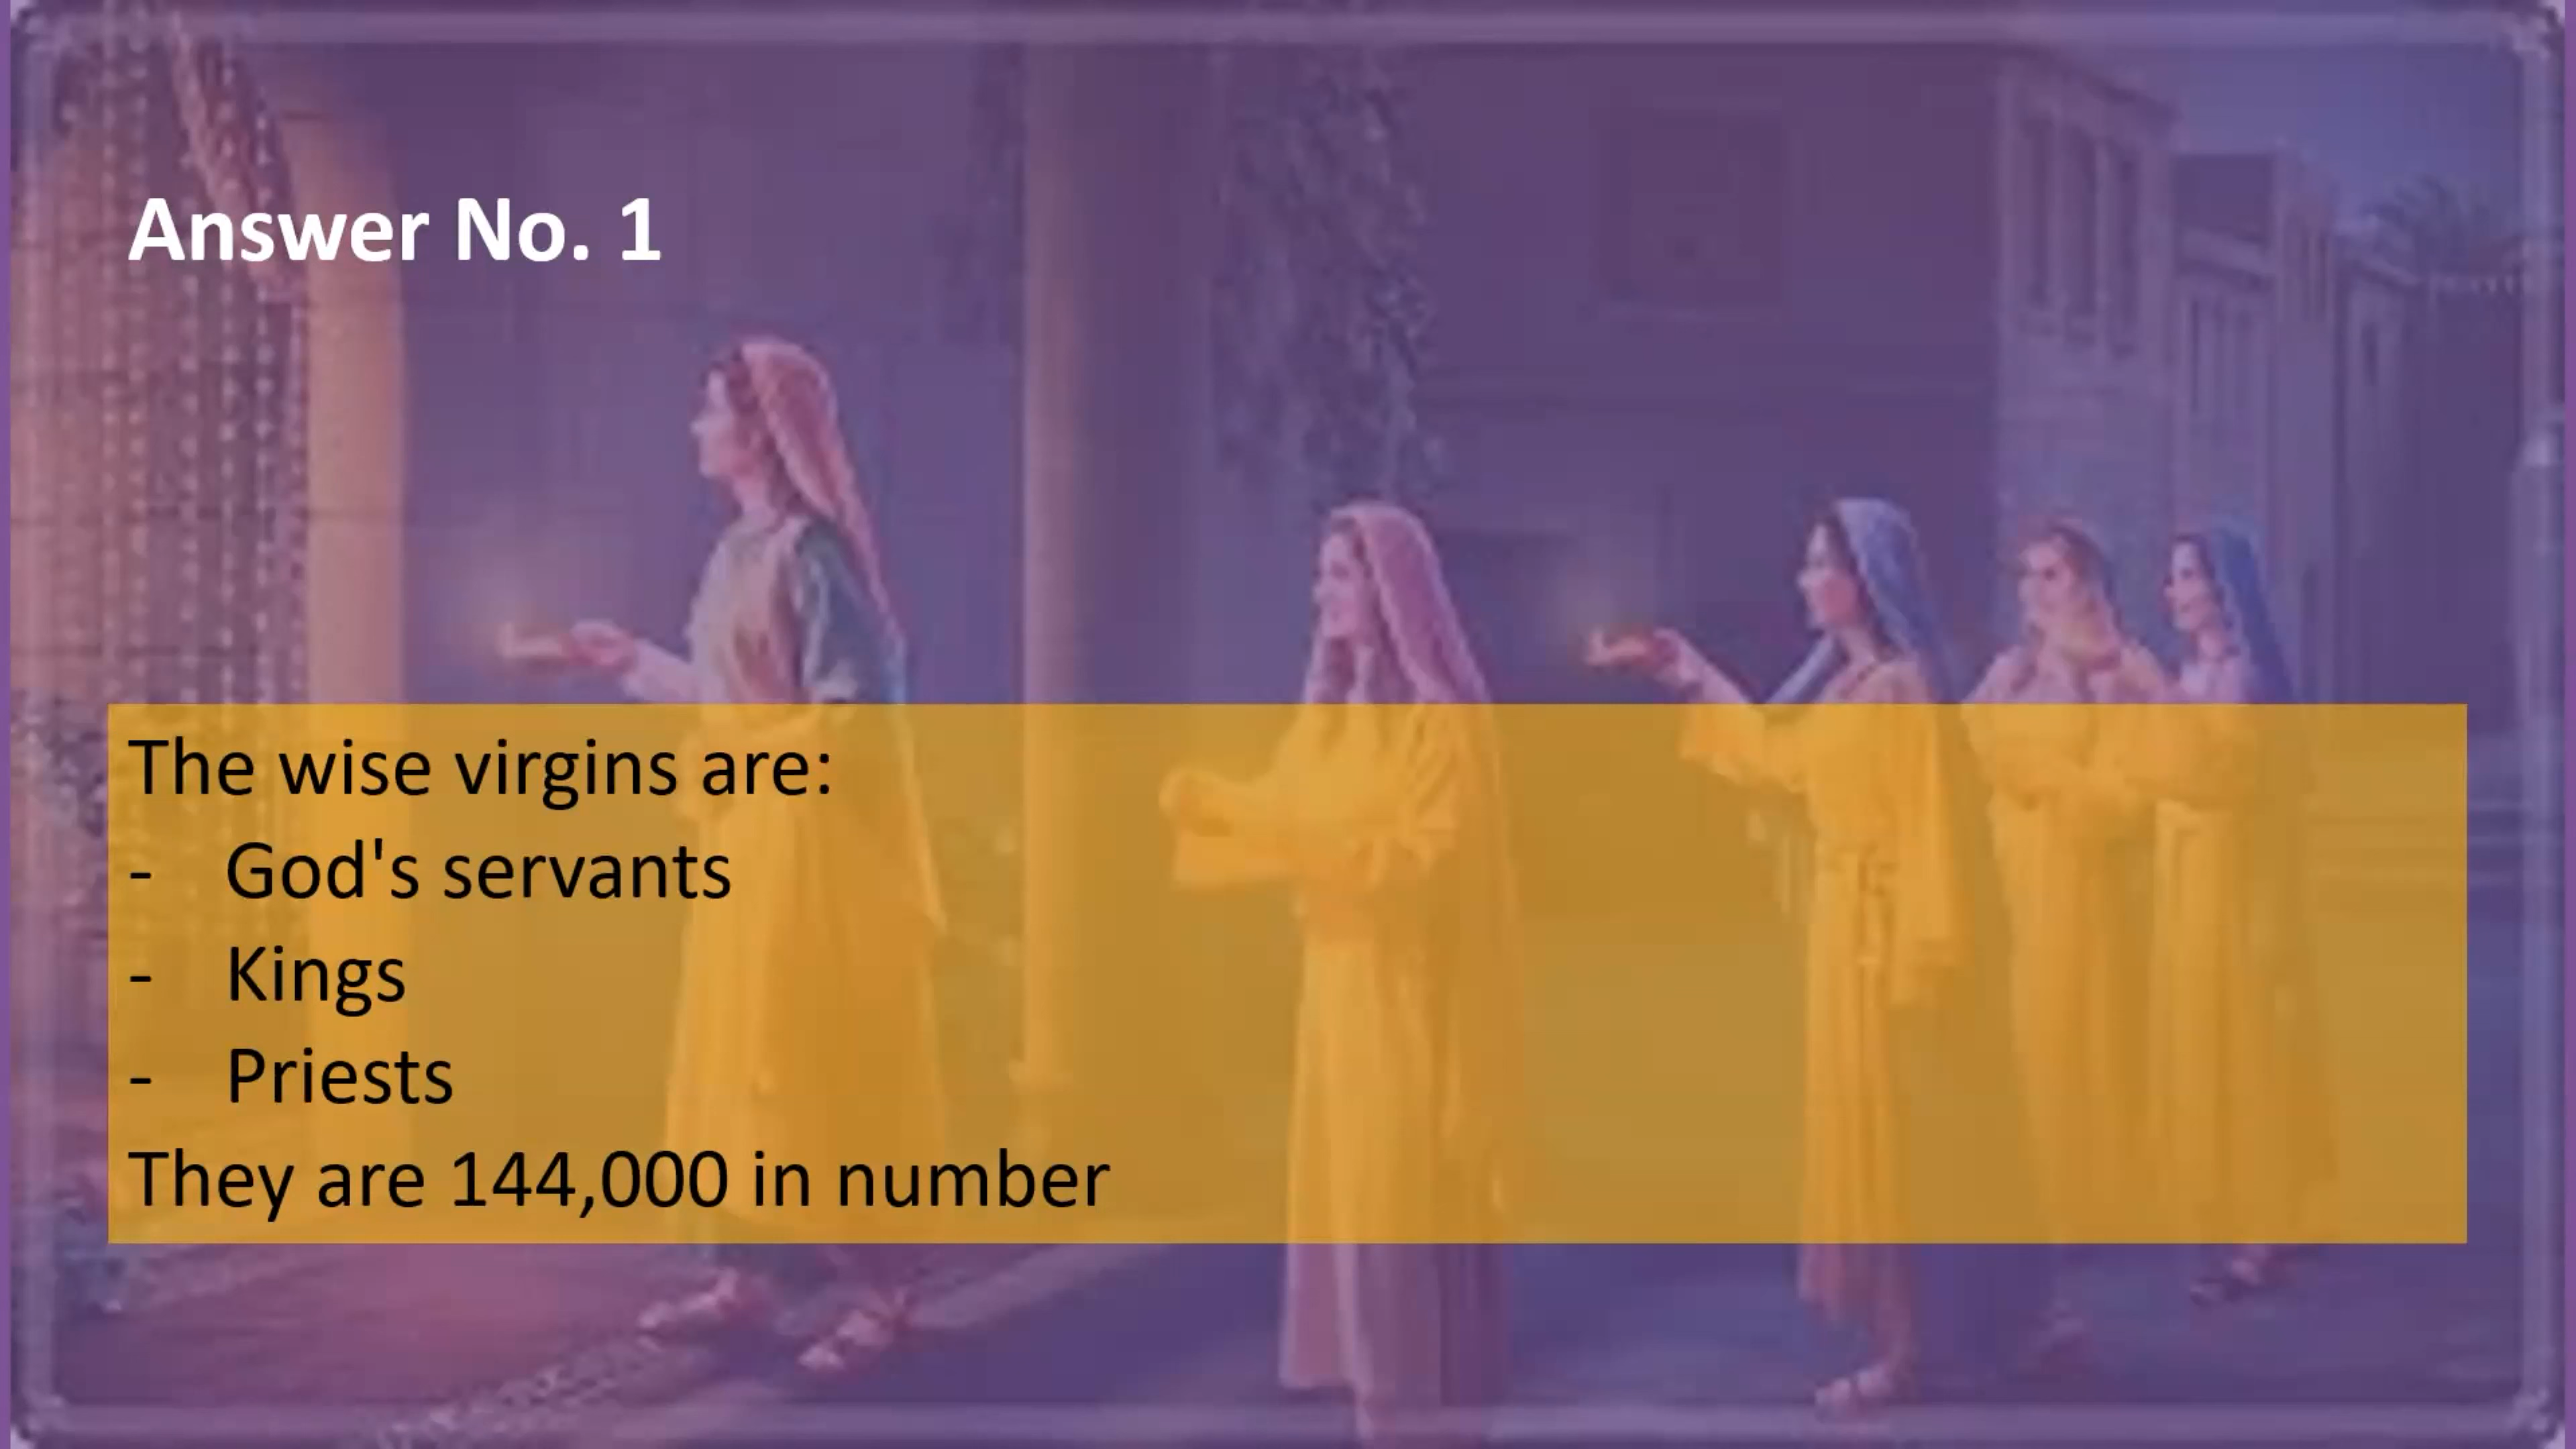 Answer No. 1
The wise virgins are:
- God's servants
- Kings
- Priests
They are 144,000 in number